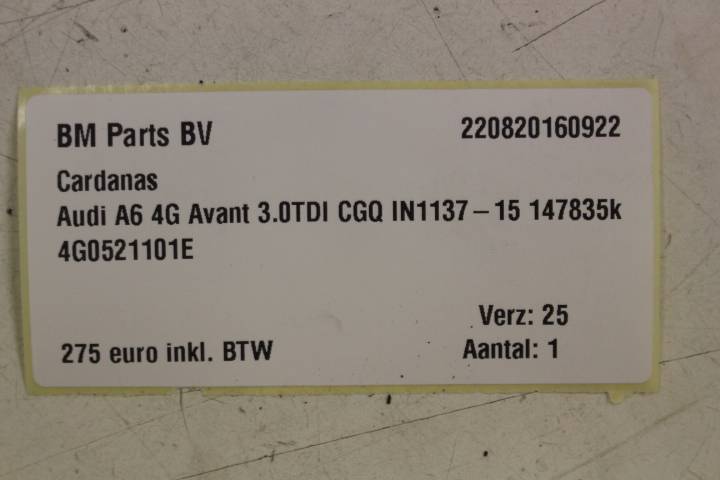 BM Parts BV 220820160922
Cardanas
Audi A6 4G Avant 3.0TDI CGQ IN1137 – 15 147835k
4G0521101E
Verz: 25
275 euro inkl. BTW Aantal: 1